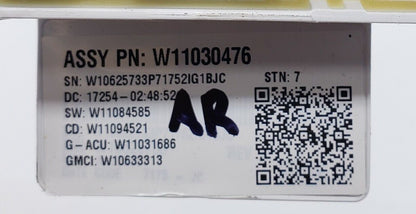 ASSY PN: W11030476
SN: W10625733P71752IG1BJC STN: 7
DC: 17254-02:48:52
SW: W11084585
CD: W11094521
G-ACU: W11031686
GMCI: W10633313
AR